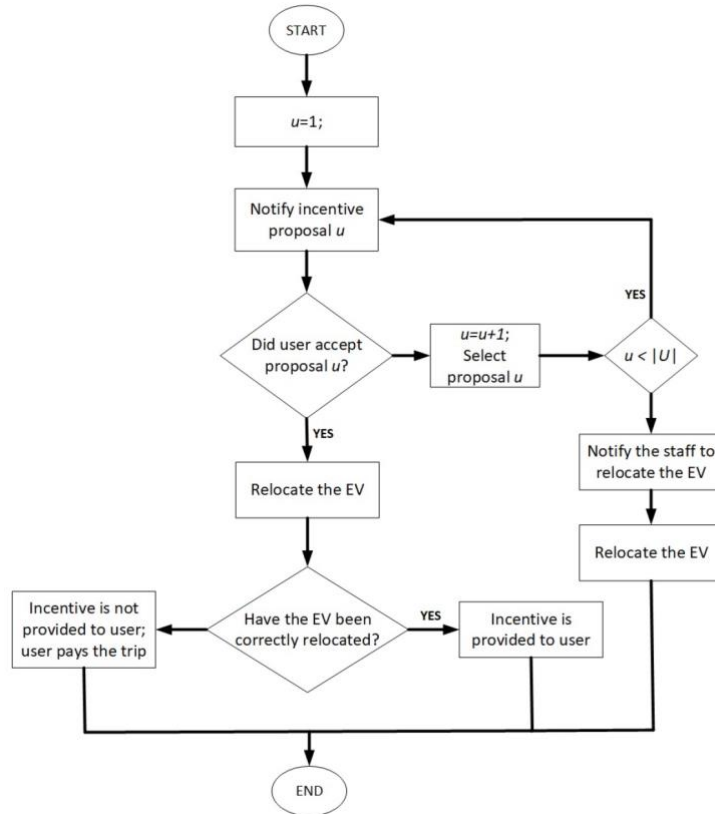 START
u=1;
Notify incentive
proposal u
YES
Did user accept
proposal u?
u=u+1;
Select
proposal u
u < |U|
YES
Notify the staff to
relocate the EV
Relocate the EV
Relocate the EV
Incentive is not
provided to user;
user pays the trip
Have the EV been
correctly relocated?
YES
Incentive is
provided to user
END